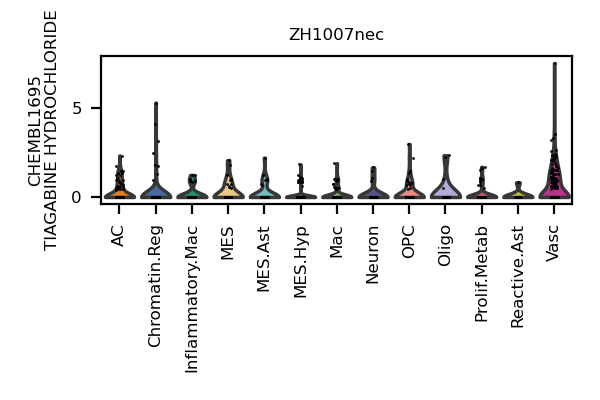 ZH1007nec
CHEMBL1695
TIAGABINE HYDROCHLORIDE
5
0
AC
Chromatin.Reg
Inflammatory.Mac
MES
MES.Ast
MES.Hyp
Mac
Neuron
OPC
Oligo
Prolif.Metab
Reactive.Ast
Vasc